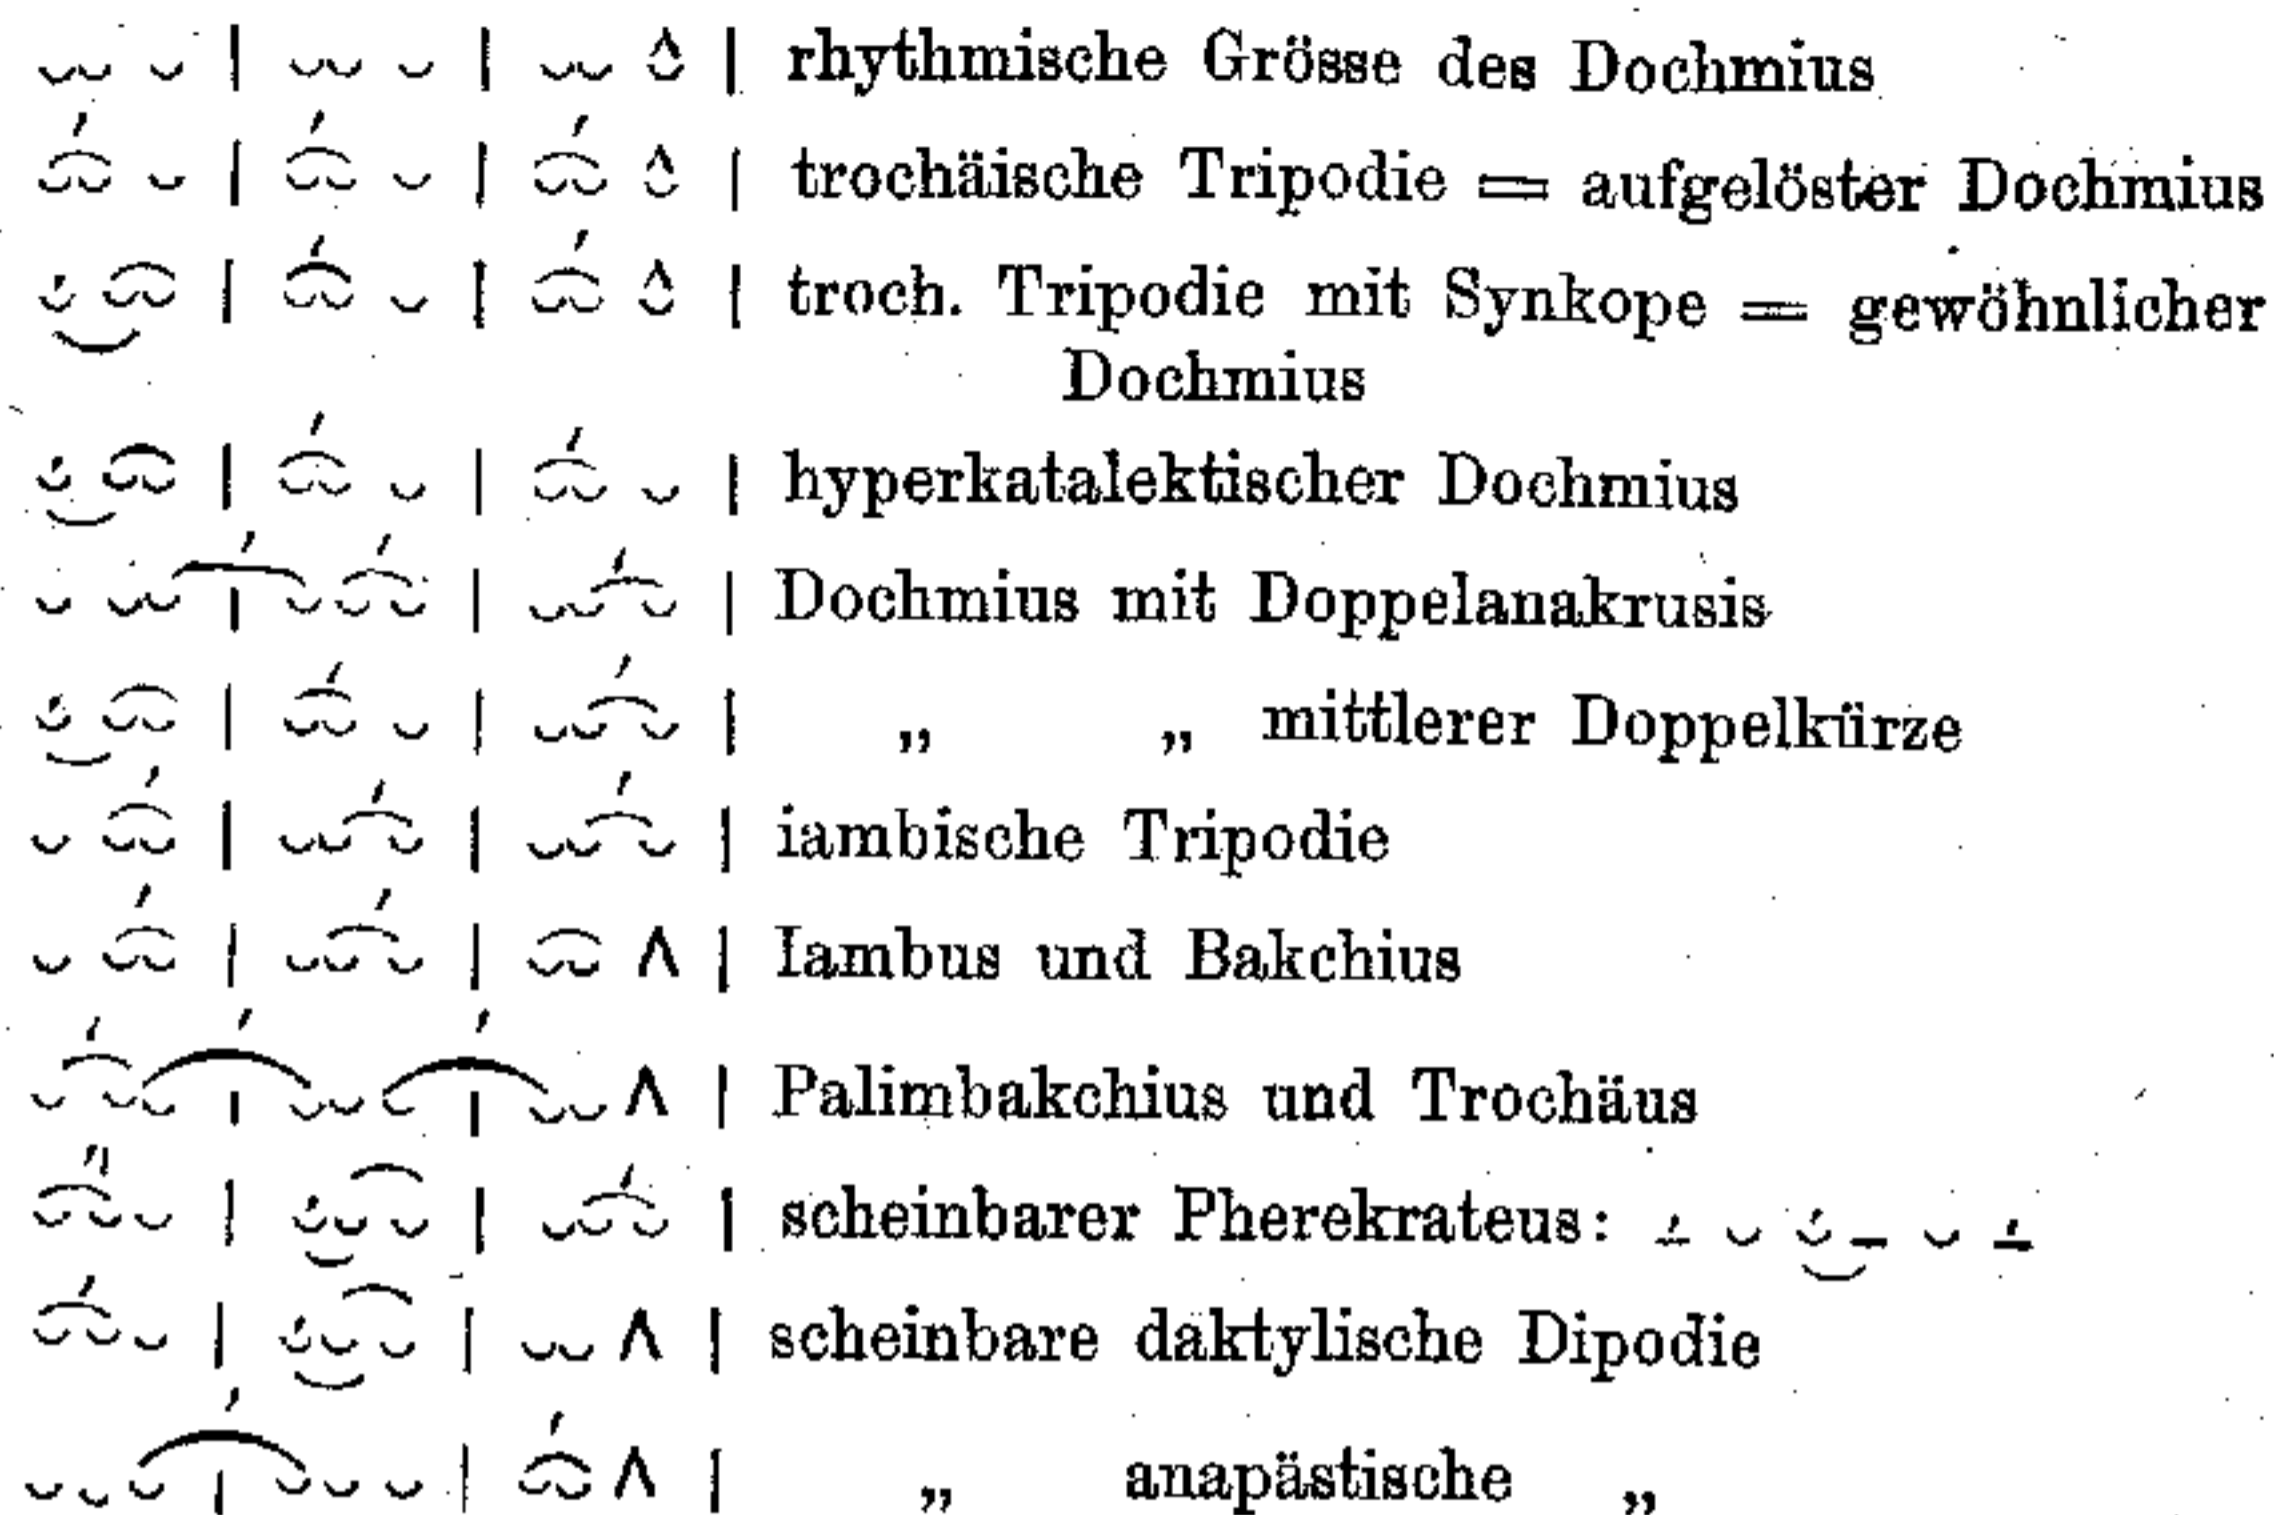 ⏑⏑ ⏑ | ⏑⏑ ⏑ | ⏑⏑ ⏑̂ | rhythmische Grösse des Dochmius
⏑⏑ ⏑ | ⏑⏑ ⏑ | ⏑⏑ ⏑̂ | trochäische Tripodie = aufgelöster Dochmius
⏑ ⏑⏑ | ⏑⏑ ⏑ | ⏑⏑ ⏑̂ | troch. Tripodie mit Synkope = gewöhnlicher
Dochmius
⏑ ⏑⏑ | ⏑⏑ ⏑ | ⏑⏑ ⏑ | hyperkatalektischer Dochmius
⏑ ⏑⏑ | ⏑⏑⏑ | ⏑⏑ ⏑ | Dochmius mit Doppelanakrusis
⏑ ⏑⏑ | ⏑⏑ ⏑ | ⏑⏑ ⏑ | „ „ mittlerer Doppelkürze
⏑ ⏑⏑ | ⏑⏑ ⏑ | ⏑⏑ ⏑ | iambische Tripodie
⏑ ⏑⏑ | ⏑⏑ ⏑ | ⏑⏑ Λ | Iambus und Bakchius
⏑ ⏑⏑ | ⏑⏑ ⏑ | ⏑⏑ Λ | Palimbakchius und Trochäus
⏑⏑⏑ | ⏑⏑ ⏑ | ⏑⏑⏑ | scheinbarer Pherekrateus: – ⏑ ⏑ – ⏑ –
⏑⏑⏑ | ⏑⏑ ⏑ | ⏑⏑ Λ | scheinbare daktylische Dipodie
⏑⏑⏑ | ⏑⏑ ⏑ | ⏑⏑ Λ | „ anapästische „